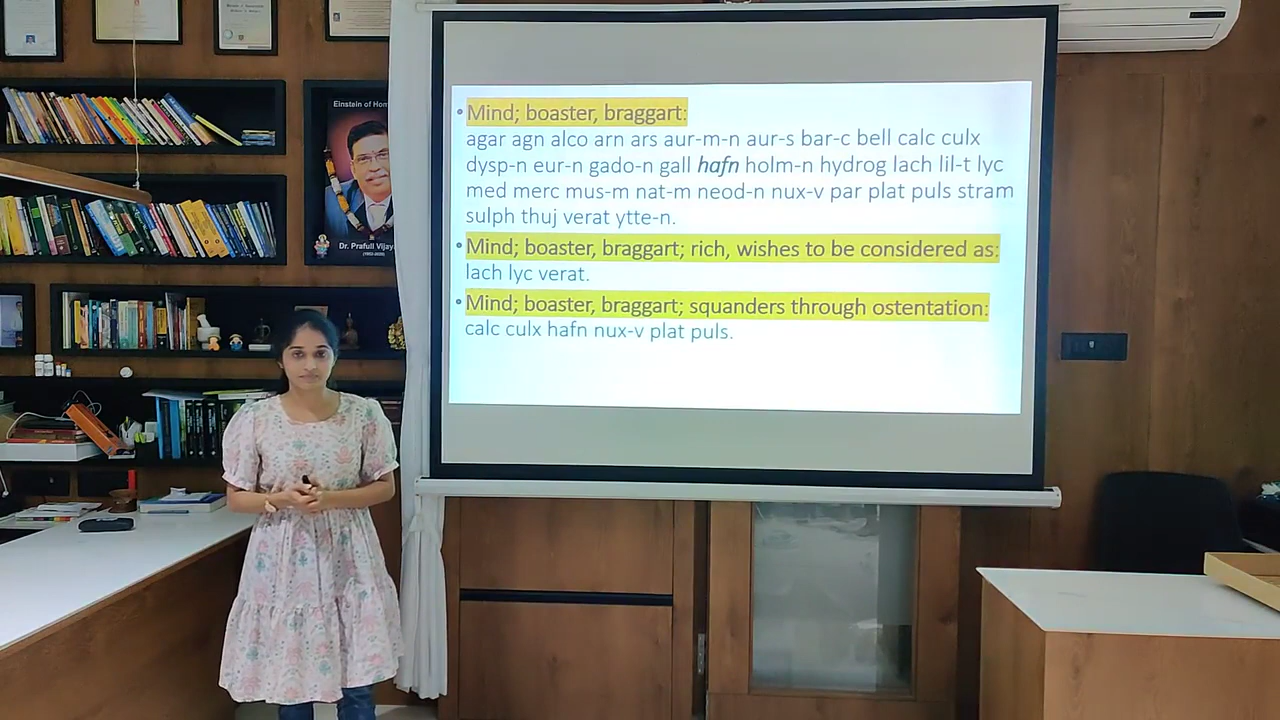 Einstein of Hom
Dr. Prafull Vijay
(1952-2020)
• Mind; boaster, braggart:
agar agn alco arn ars aur-m-n aur-s bar-c bell calc culx
dysp-n eur-n gado-n gall hafn holm-n hydrog lach lil-t lyc
med merc mus-m nat-m neod-n nux-v par plat puls stram
sulph thuj verat ytte-n.
• Mind; boaster, braggart; rich, wishes to be considered as:
lach lyc verat.
• Mind; boaster, braggart; squanders through ostentation:
calc culx hafn nux-v plat puls.